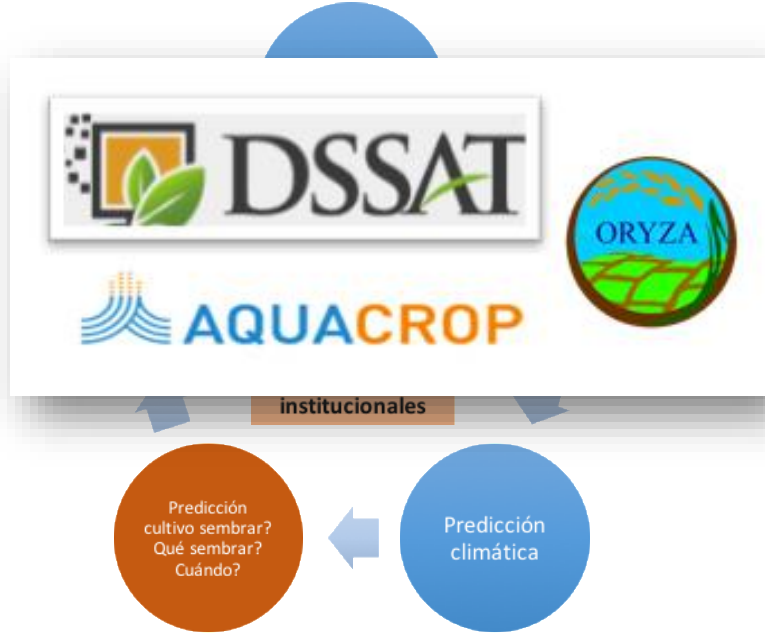 DSSAT
ORYZA
AQUACROP
institucionales
Predicción
cultivo sembrar?
Qué sembrar?
Cuándo?
Predicción
climática